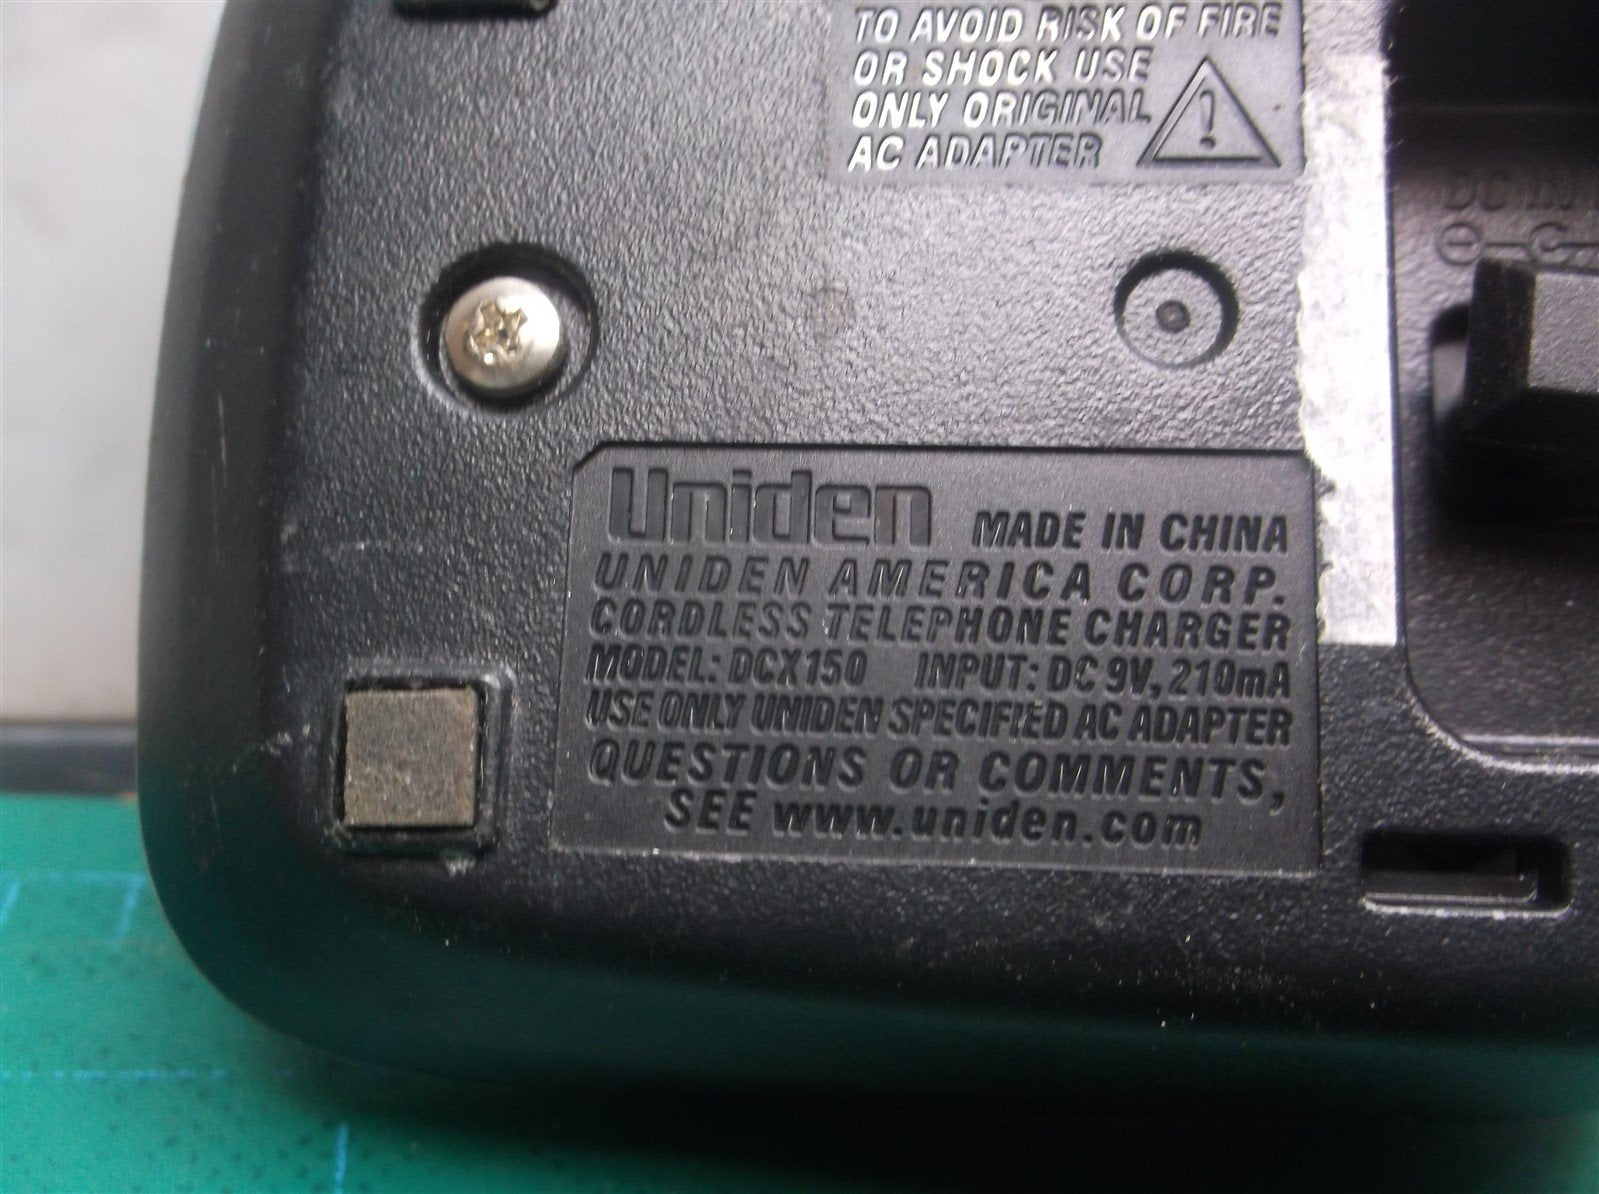 TO AVOID RISK OF FIRE
OR SHOCK USE
ONLY ORIGINAL
AC ADAPTER
!
DC IN
Uniden MADE IN CHINA
UNIDEN AMERICA CORP.
CORDLESS TELEPHONE CHARGER
MODEL: DCX150 INPUT: DC 9V, 210mA
USE ONLY UNIDEN SPECIFIED AC ADAPTER
QUESTIONS OR COMMENTS,
SEE www.uniden.com